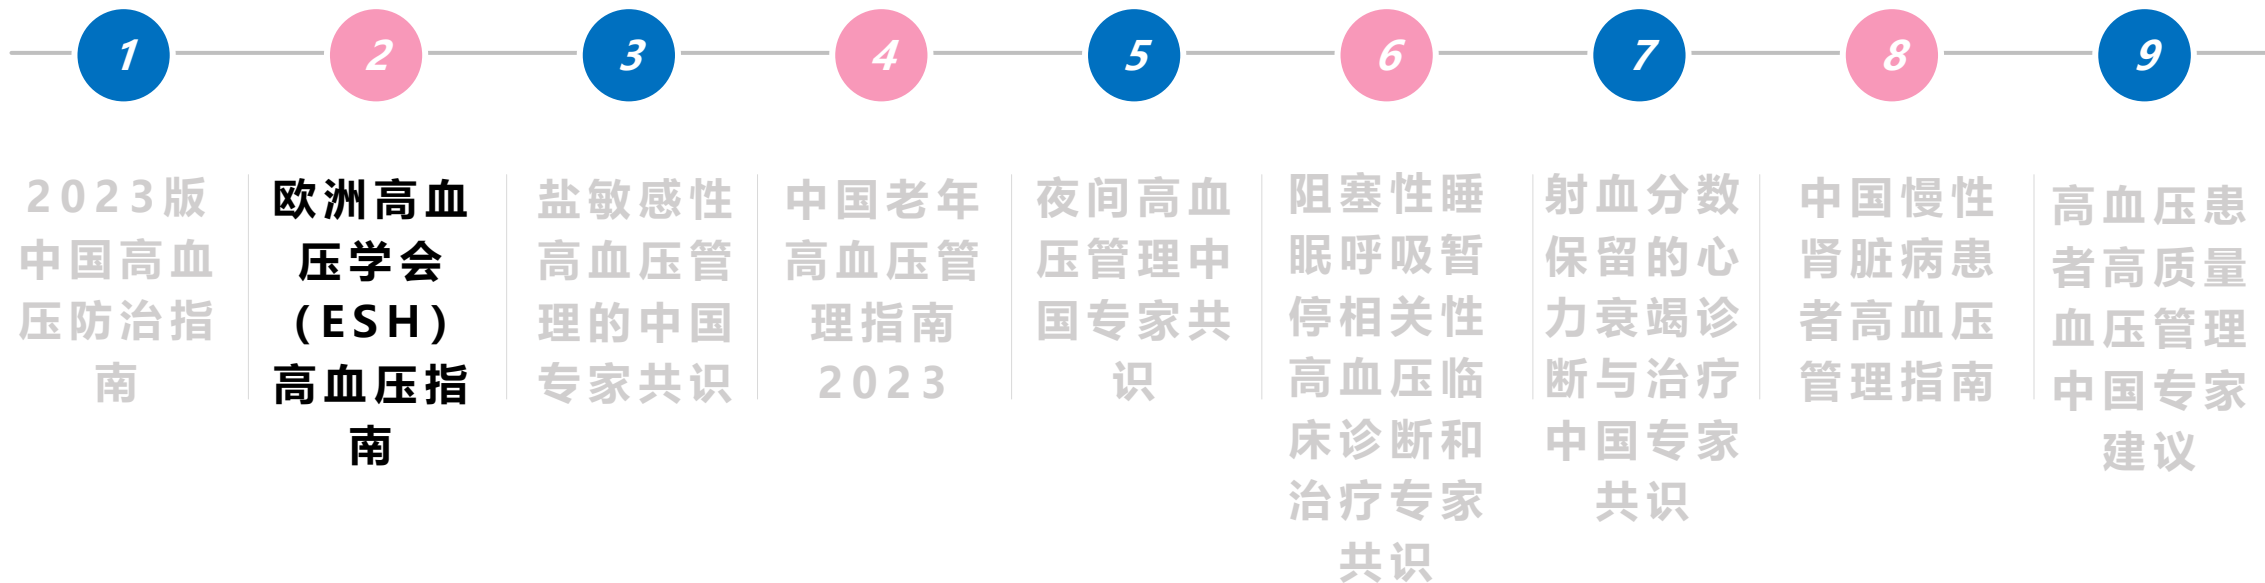 1
2
3
4
5
6
7
8
9
2023版
中国高血
压防治指
南
欧洲高血
压学会
(ESH)
高血压指
南
盐敏感性
高血压管
理的中国
专家共识
中国老年
高血压管
理指南
2023
夜间高血
压管理中
国专家共
识
阻塞性睡
眠呼吸暂
停相关性
高血压临
床诊断和
治疗专家
共识
射血分数
保留的心
力衰竭诊
断与治疗
中国专家
共识
中国慢性
肾脏病患
者高血压
管理指南
高血压患
者高质量
血压管理
中国专家
建议